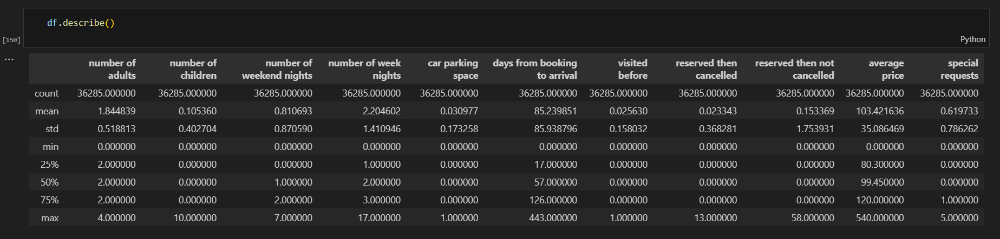 df.describe()
[150]
Python
...
number of adults number of children number of weekend nights number of week nights car parking space days from booking to arrival visited before reserved then cancelled reserved then not cancelled average price special requests
count 36285.000000 36285.000000 36285.000000 36285.000000 36285.000000 36285.000000 36285.000000 36285.000000 36285.000000 36285.000000 36285.000000
mean 1.844839 0.105360 0.810693 2.204602 0.030977 85.239851 0.025630 0.023343 0.153369 103.421636 0.619733
std 0.518813 0.402704 0.870590 1.410946 0.173258 85.938796 0.158032 0.368281 1.753931 35.086469 0.786262
min 0.000000 0.000000 0.000000 0.000000 0.000000 0.000000 0.000000 0.000000 0.000000 0.000000 0.000000
25% 2.000000 0.000000 0.000000 1.000000 0.000000 17.000000 0.000000 0.000000 0.000000 80.300000 0.000000
50% 2.000000 0.000000 1.000000 2.000000 0.000000 57.000000 0.000000 0.000000 0.000000 99.450000 0.000000
75% 2.000000 0.000000 2.000000 3.000000 0.000000 126.000000 0.000000 0.000000 0.000000 120.000000 1.000000
max 4.000000 10.000000 7.000000 17.000000 1.000000 443.000000 1.000000 13.000000 58.000000 540.000000 5.000000